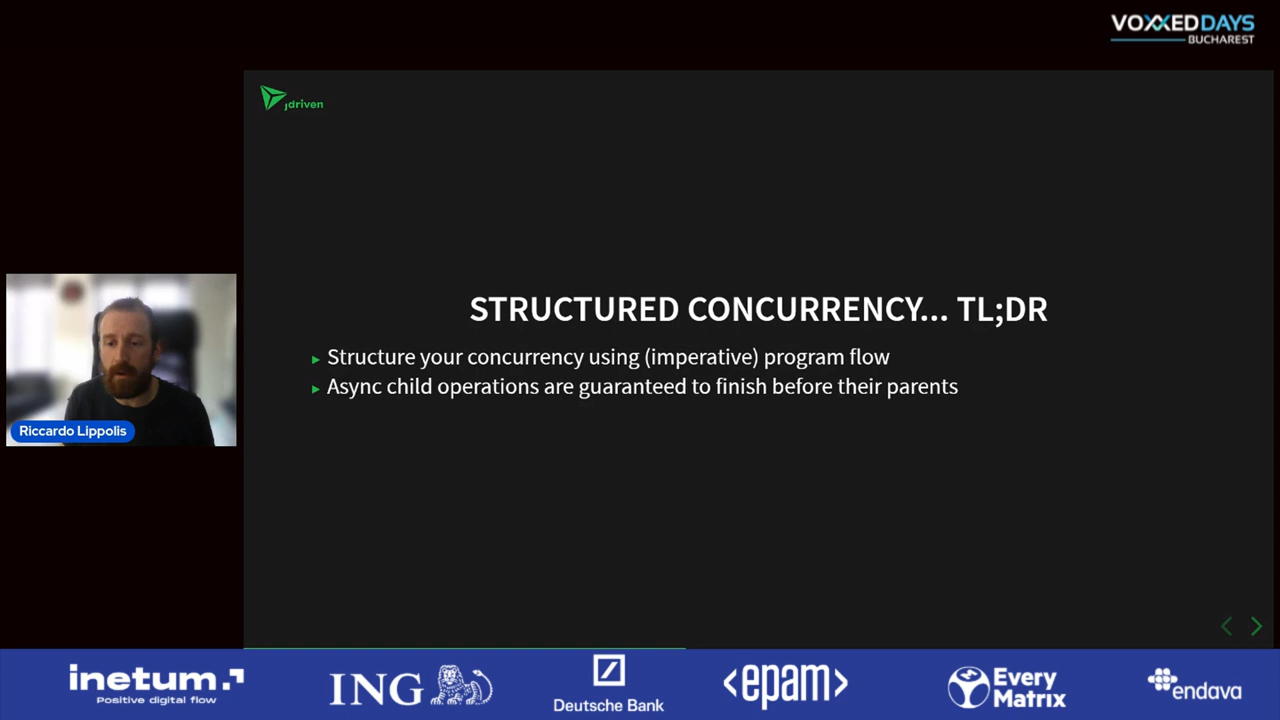 VOXXED DAYS
BUCHAREST
jdriven
STRUCTURED CONCURRENCY... TL;DR
Structure your concurrency using (imperative) program flow
Async child operations are guaranteed to finish before their parents
Riccardo Lippolis
inetum.
Positive digital flow
ING
Deutsche Bank
<epam>
Every
Matrix
endava